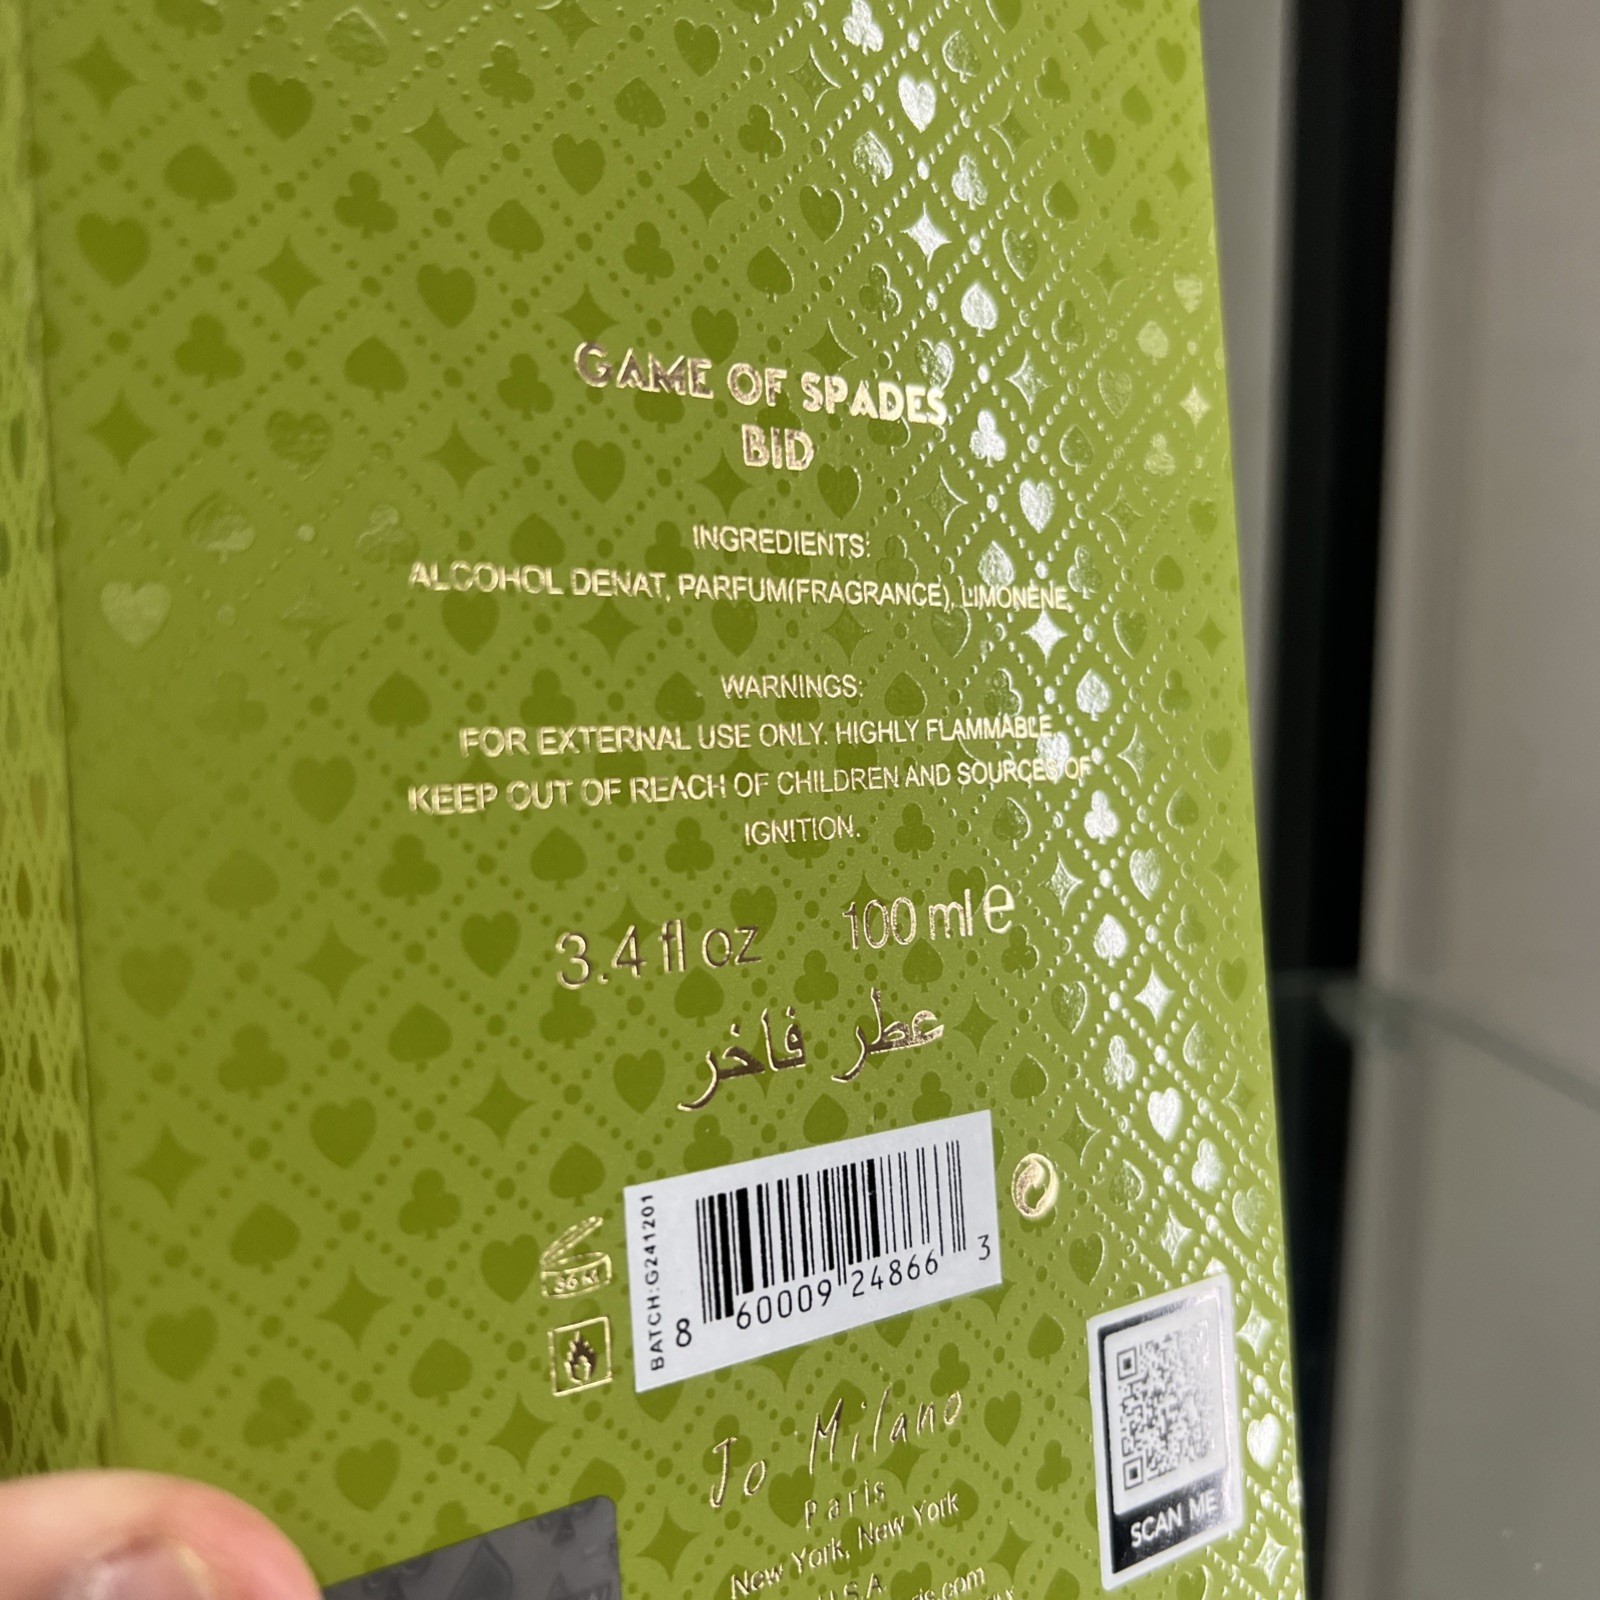 GAME OF SPADES
BID
INGREDIENTS:
ALCOHOL DENAT, PARFUM(FRAGRANCE), LIMONENE,
WARNINGS:
FOR EXTERNAL USE ONLY. HIGHLY FLAMMABLE,
KEEP OUT OF REACH OF CHILDREN AND SOURCES OF
IGNITION.
3.4 fl oz 100 ml e
عطر فاخر
BATCH:G241201
8 60009 24866 3
Jo Milano
Paris
New York, New York
U.S.A
SCAN ME